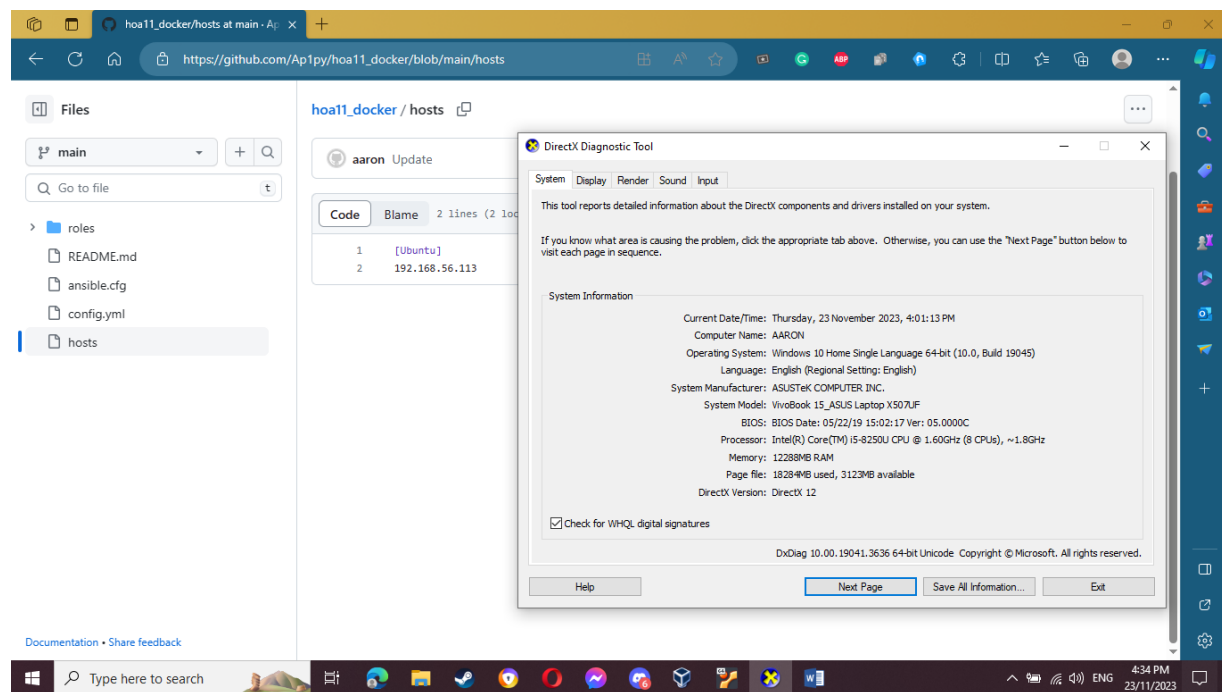 hoa11_docker/hosts at main · Ap
https://github.com/Ap1py/hoa11_docker/blob/main/hosts
ABP
Files
main
Go to file
t
roles
README.md
ansible.cfg
config.yml
hosts
Documentation • Share feedback
hoa11_docker / hosts
aaron Update
Code Blame 2 lines (2 loc
1 [Ubuntu]
2 192.168.56.113
DirectX Diagnostic Tool
System Display Render Sound Input
This tool reports detailed information about the DirectX components and drivers installed on your system.
If you know what area is causing the problem, click the appropriate tab above. Otherwise, you can use the "Next Page" button below to
visit each page in sequence.
System Information
Current Date/Time: Thursday, 23 November 2023, 4:01:13 PM
Computer Name: AARON
Operating System: Windows 10 Home Single Language 64-bit (10.0, Build 19045)
Language: English (Regional Setting: English)
System Manufacturer: ASUSTeK COMPUTER INC.
System Model: VivoBook 15_ASUS Laptop X507UF
BIOS: BIOS Date: 05/22/19 15:02:17 Ver: 05.0000C
Processor: Intel(R) Core(TM) i5-8250U CPU @ 1.60GHz (8 CPUs), ~1.8GHz
Memory: 12288MB RAM
Page file: 18284MB used, 3123MB available
DirectX Version: DirectX 12
Check for WHQL digital signatures
DxDiag 10.00.19041.3636 64-bit Unicode Copyright © Microsoft. All rights reserved.
Help Next Page Save All Information... Exit
Type here to search
ENG
4:34 PM
23/11/2023